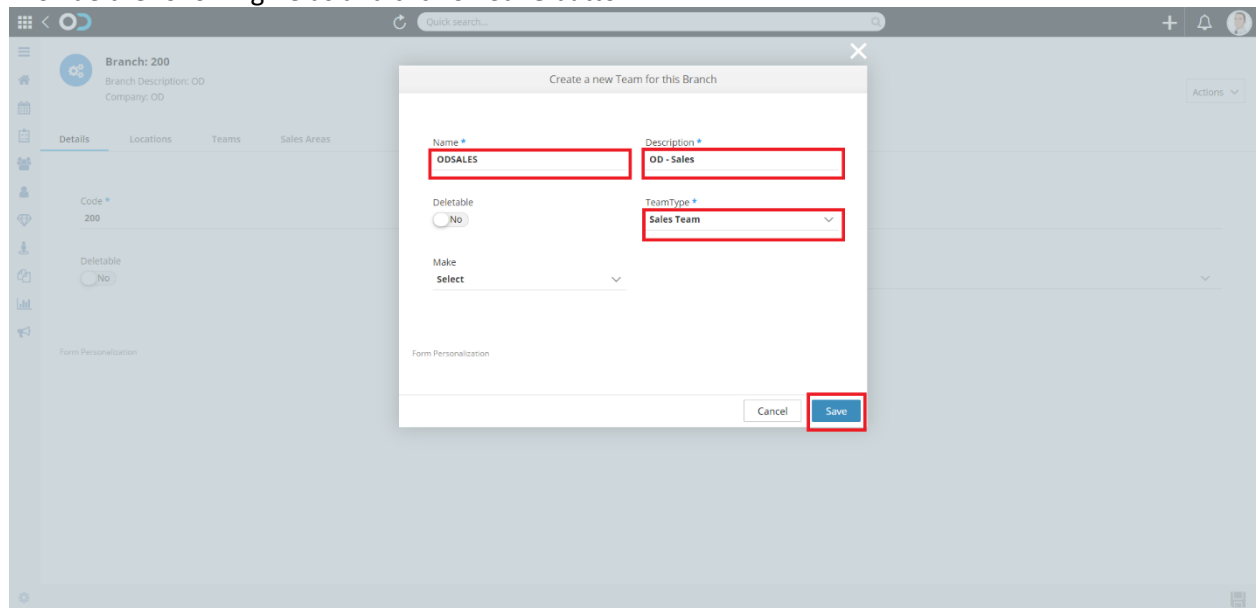 Quick search...
Branch: 200
Branch Description: OD
Company: OD
Actions
Details Locations Teams Sales Areas
Code *
200
Deletable
No
Form Personalization
Create a new Team for this Branch
Name * Description *
ODSALES OD - Sales
Deletable TeamType *
No Sales Team
Make
Select
Form Personalization
Cancel Save